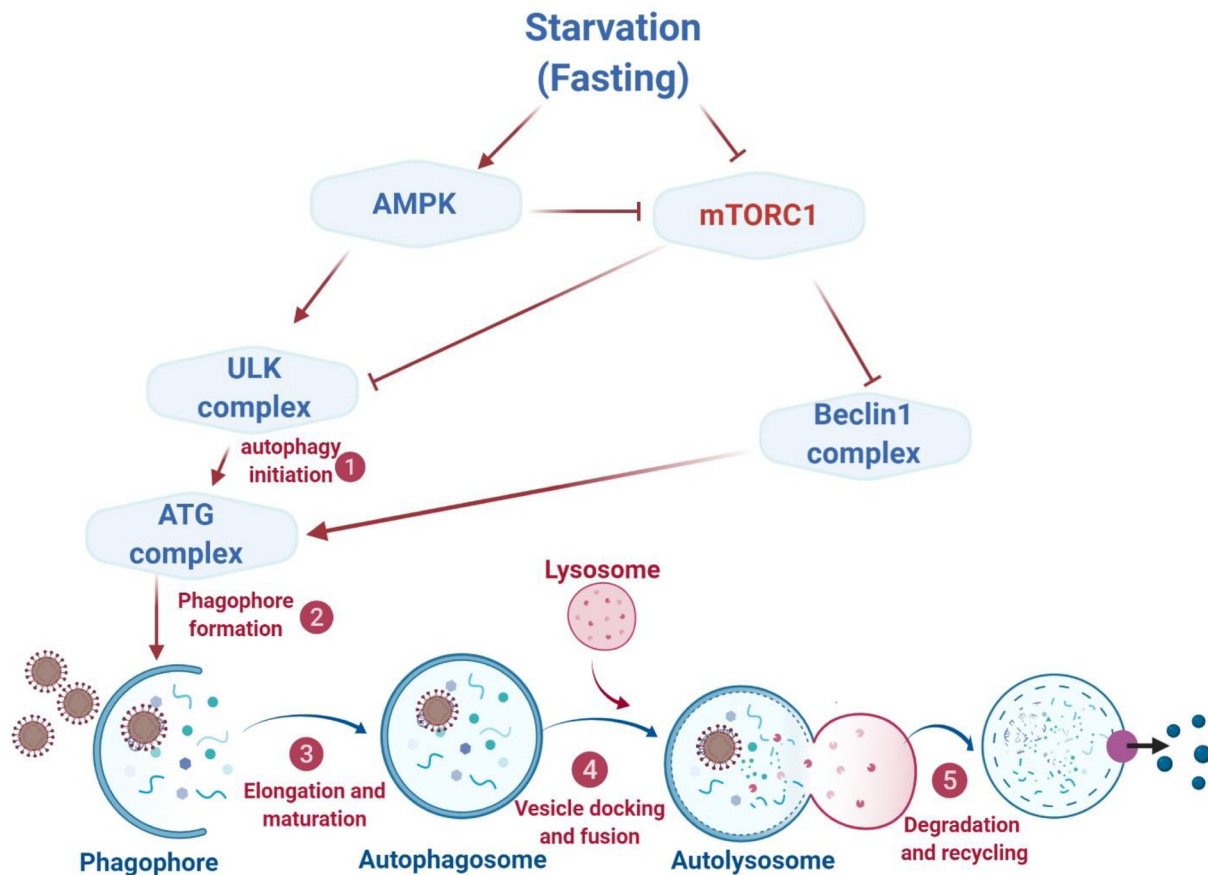 Starvation
(Fasting)
AMPK
mTORC1
ULK
complex
Beclin1
complex
autophagy
initiation
1
ATG
complex
Lysosome
Phagophore
formation
2
3
Elongation and
maturation
4
Vesicle docking
and fusion
5
Degradation
and recycling
Phagophore
Autophagosome
Autolysosome